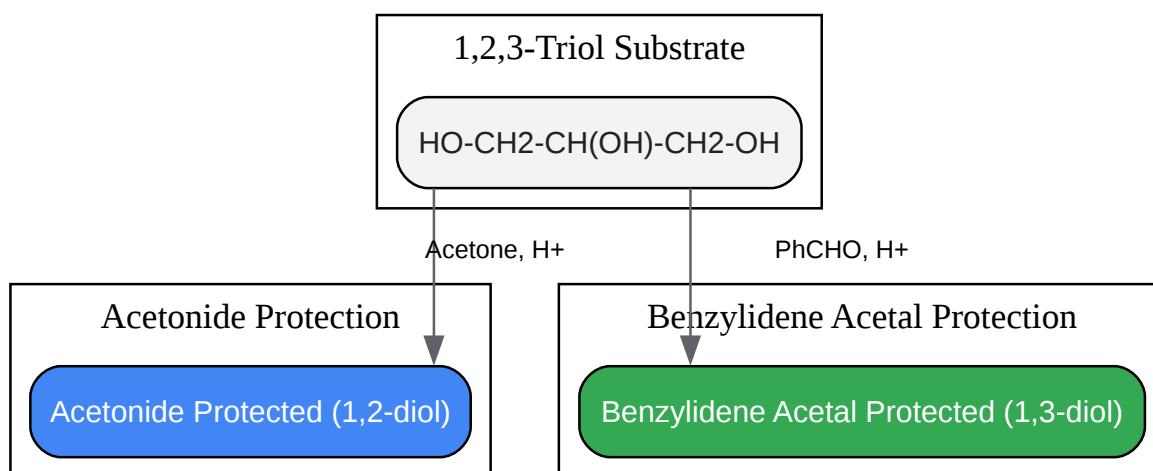 1,2,3-Triol Substrate
HO-CH2-CH(OH)-CH2-OH
Acetone, H+
PhCHO, H+
Acetonide Protection
Benzylidene Acetal Protection
Acetonide Protected (1,2-diol)
Benzylidene Acetal Protected (1,3-diol)